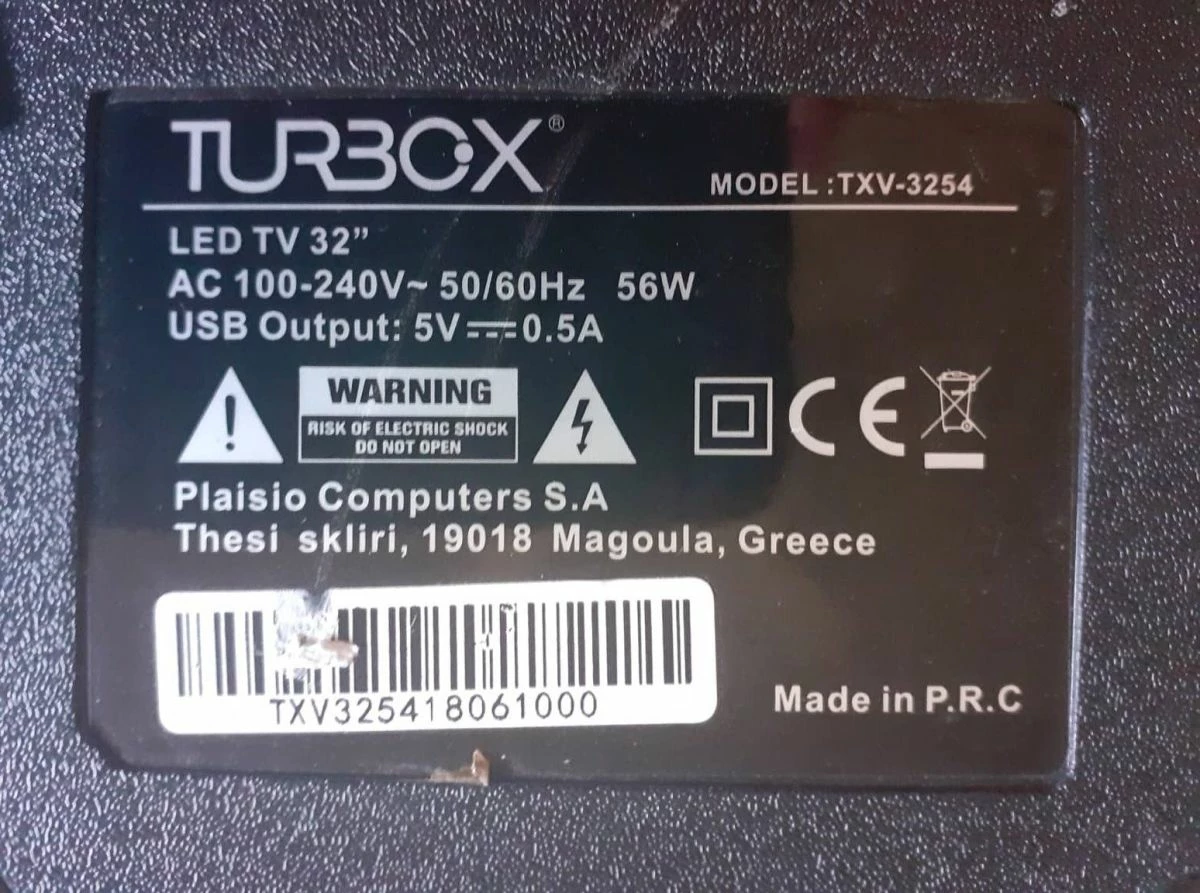 TURBOX®
MODEL :TXV-3254
LED TV 32”
AC 100-240V~ 50/60Hz 56W
USB Output: 5V⎓0.5A
WARNING
RISK OF ELECTRIC SHOCK
DO NOT OPEN
CE
Plaisio Computers S.A
Thesi skliri, 19018 Magoula, Greece
TXV325418061000
Made in P.R.C